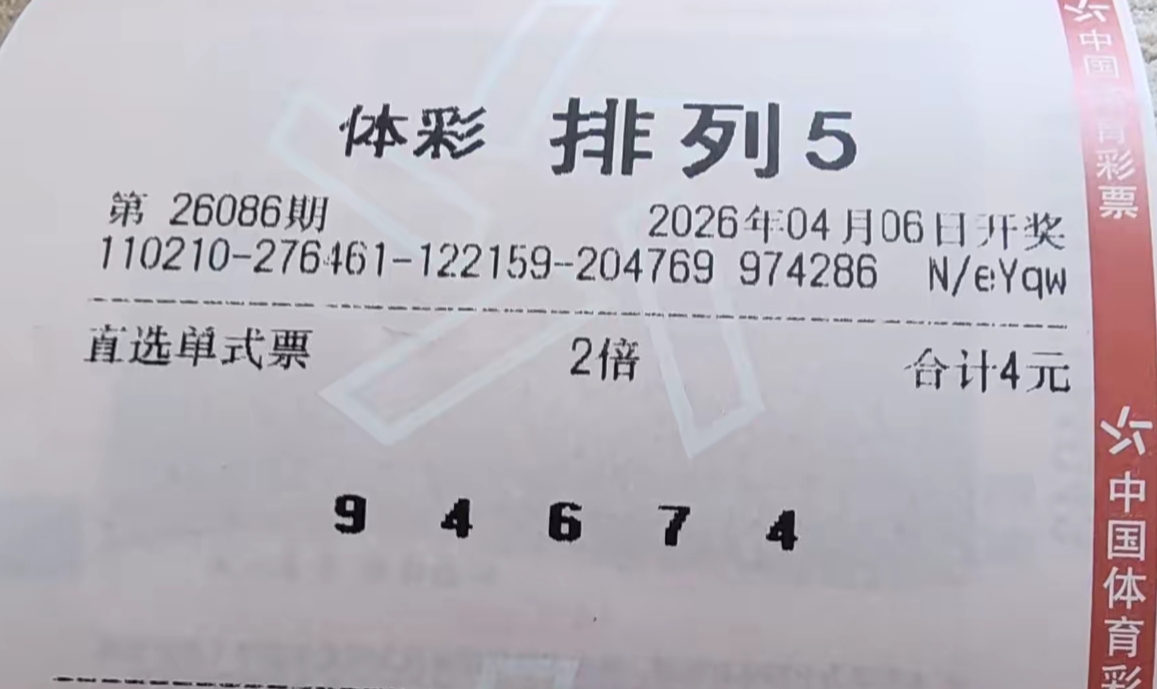 体彩 排列5
第 26086期 2026年04月06日开奖
110210-276461-122159-204769 974286 N/eYqw
直选单式票 2倍 合计4元
9 4 6 7 4
中国体育彩票
中国体育彩